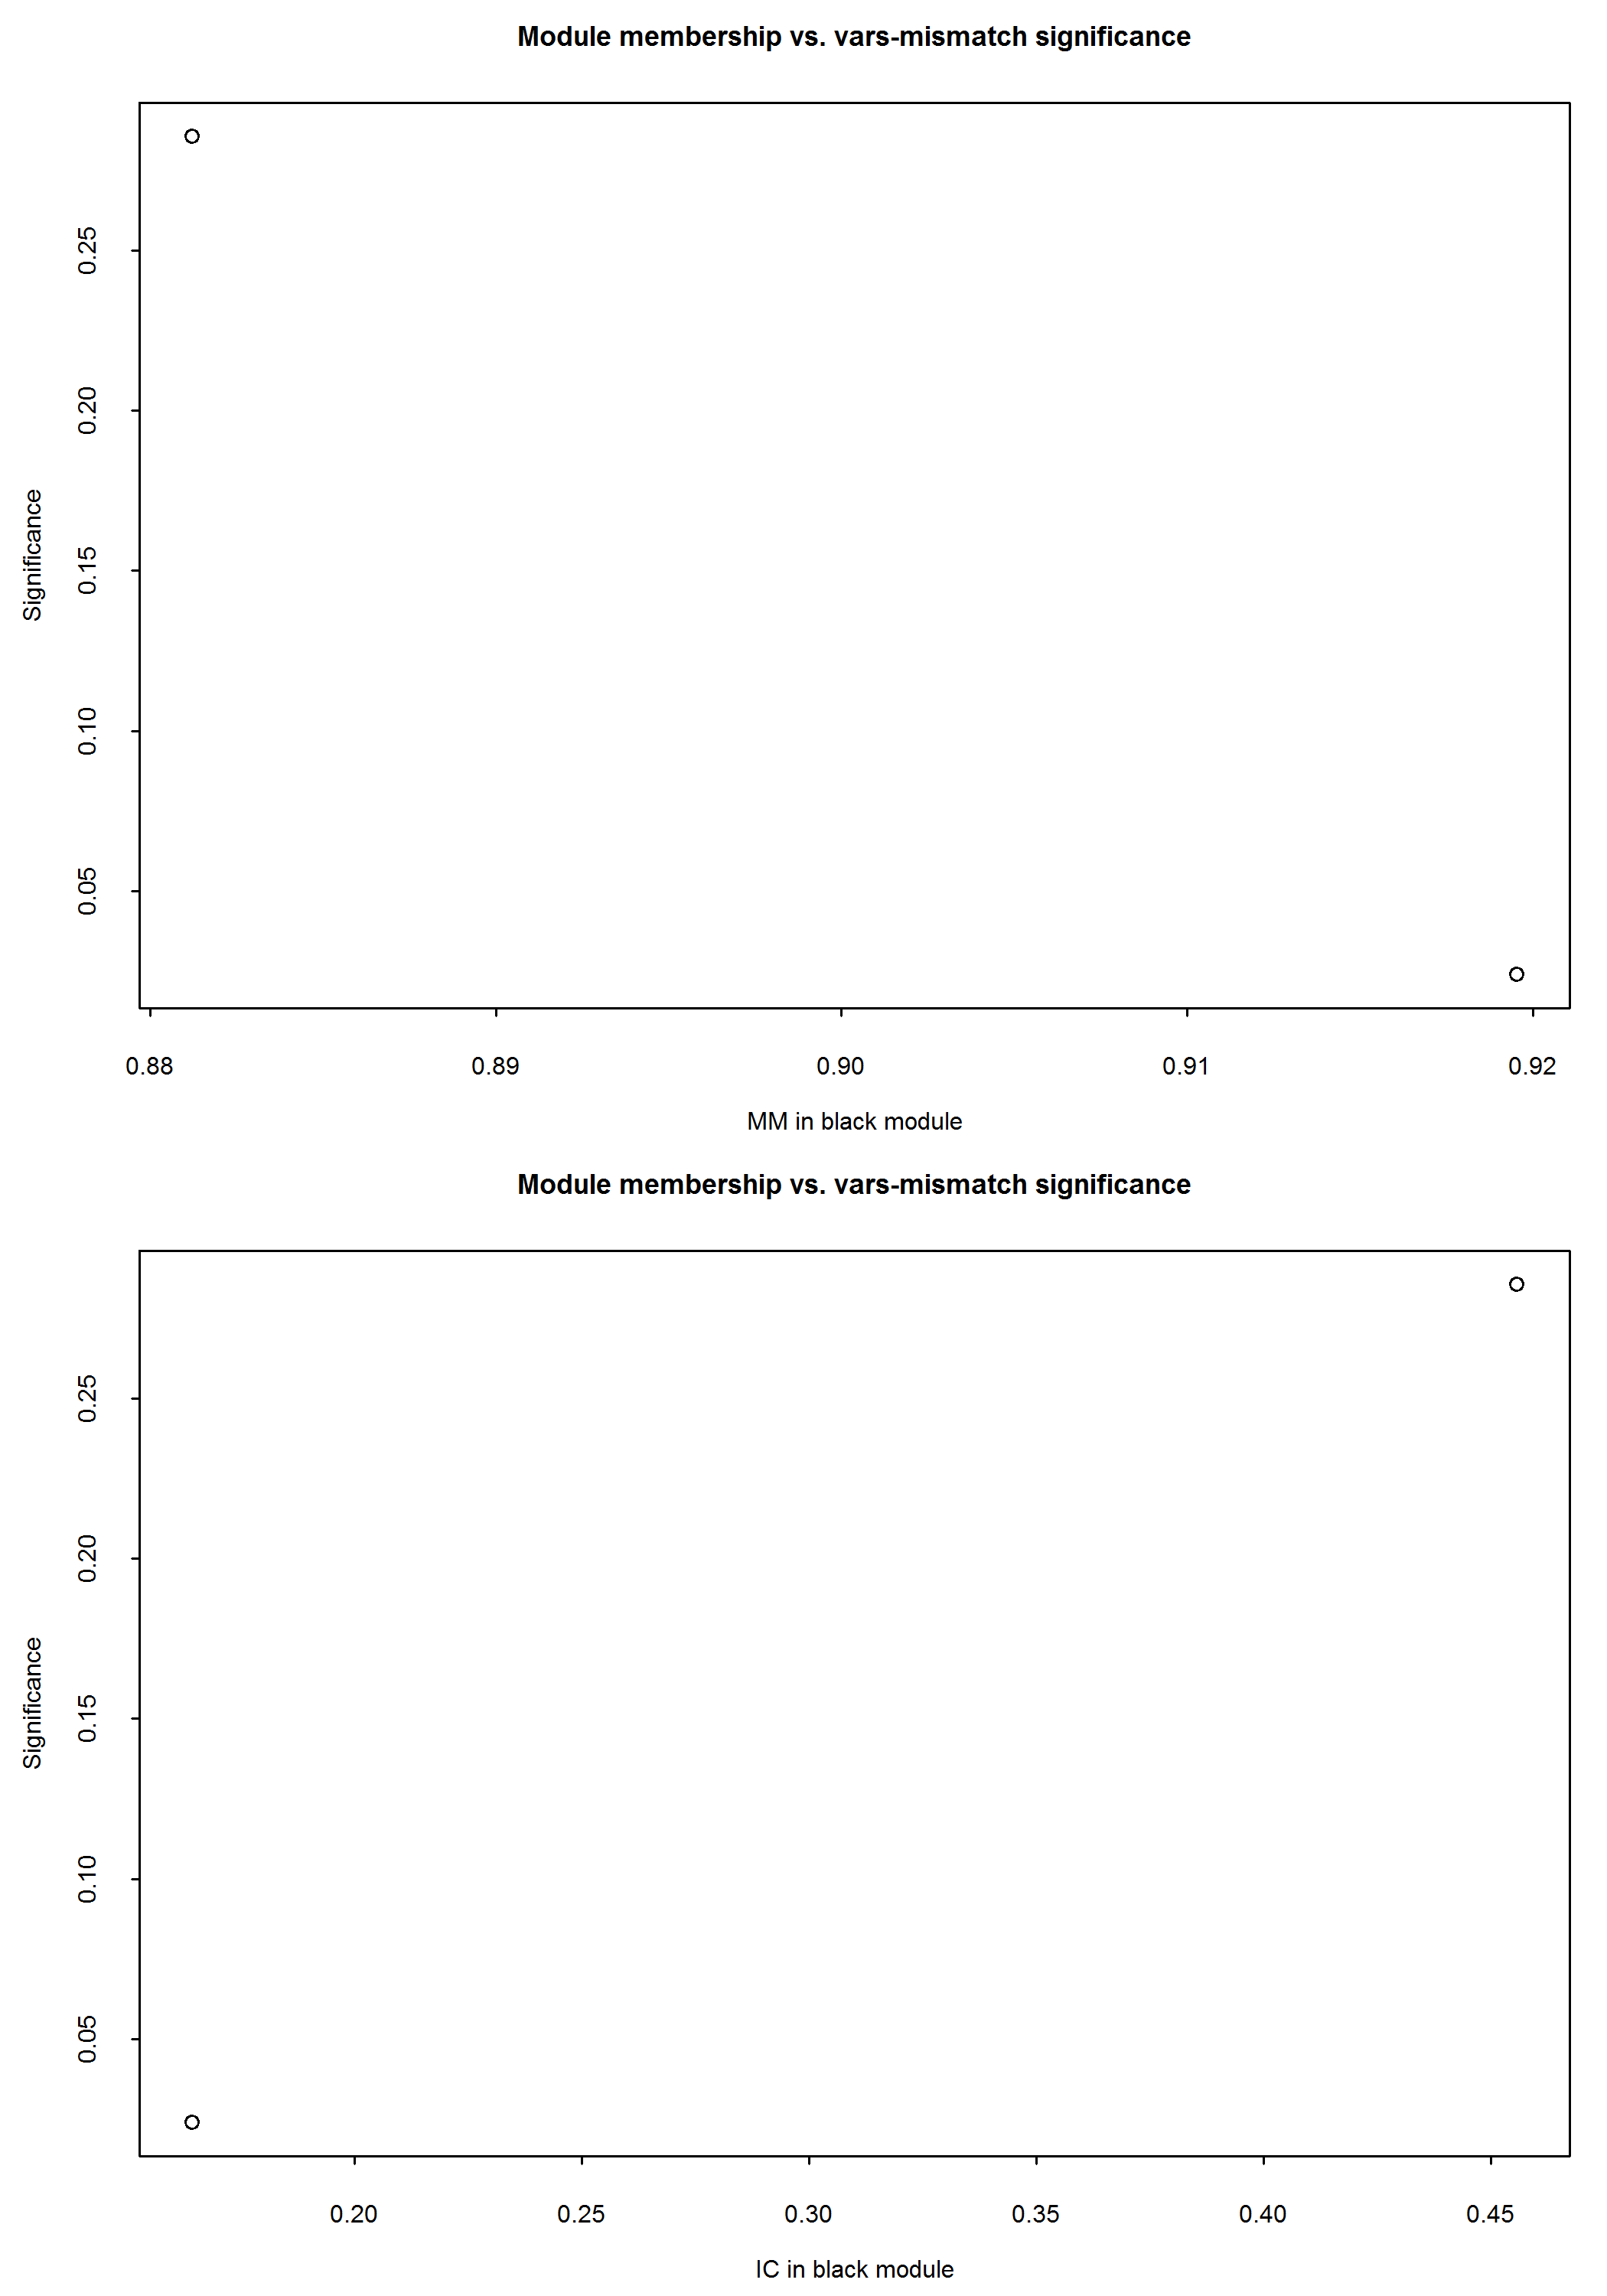 Module membership vs. vars-mismatch significance
0.25
0.20
0.15
0.10
0.05
Significance
0.88 0.89 0.90 0.91 0.92
MM in black module
Module membership vs. vars-mismatch significance
0.25
0.20
0.15
0.10
0.05
Significance
0.20 0.25 0.30 0.35 0.40 0.45
IC in black module